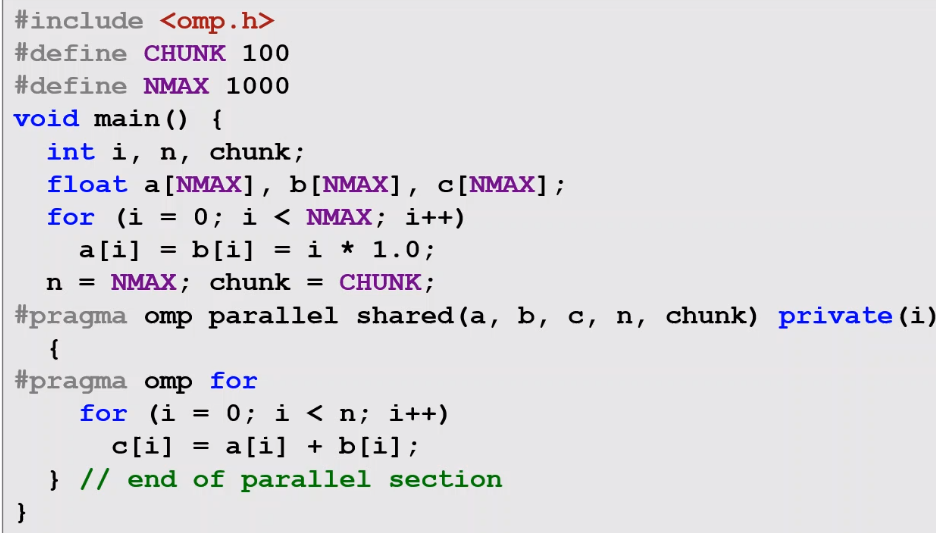 #include <omp.h>
#define CHUNK 100
#define NMAX 1000
void main() {
  int i, n, chunk;
  float a[NMAX], b[NMAX], c[NMAX];
  for (i = 0; i < NMAX; i++)
    a[i] = b[i] = i * 1.0;
  n = NMAX; chunk = CHUNK;
#pragma omp parallel shared(a, b, c, n, chunk) private(i)
  {
#pragma omp for
    for (i = 0; i < n; i++)
      c[i] = a[i] + b[i];
  } // end of parallel section
}